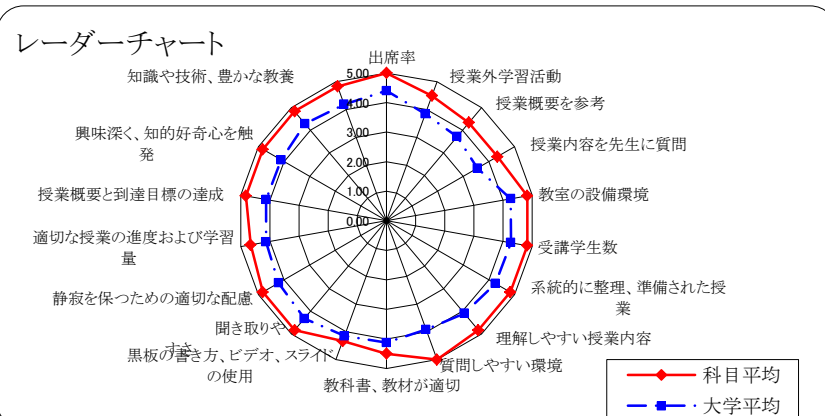 レーダーチャート
出席率
知識や技術、豊かな教養
授業外学習活動
授業概要を参考
興味深く、知的好奇心を触
発
授業内容を先生に質問
授業概要と到達目標の達成
教室の設備環境
適切な授業の進度および学習
量
受講学生数
静寂を保つための適切な配慮
系統的に整理、準備された授
業
聞き取りや
すさ
理解しやすい授業内容
黒板の書き方、ビデオ、スライド
の使用
質問しやすい環境
教科書、教材が適切
5.00
4.00
3.00
2.00
1.00
0.00
科目平均
大学平均